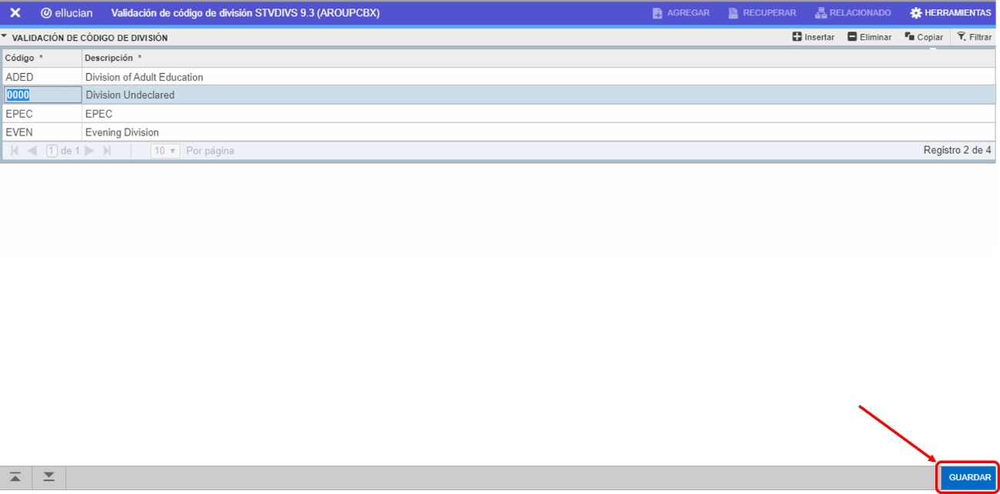 ellucian Validación de código de división STVDIVS 9.3 (AROUPCBX) AGREGAR RECUPERAR RELACIONADO HERRAMIENTAS
VALIDACIÓN DE CÓDIGO DE DIVISIÓN Insertar Eliminar Copiar Filtrar
Código * Descripción *
ADED Division of Adult Education
0000 Division Undeclared
EPEC EPEC
EVEN Evening Division
1 de 1 10 Por página Registro 2 de 4
GUARDAR